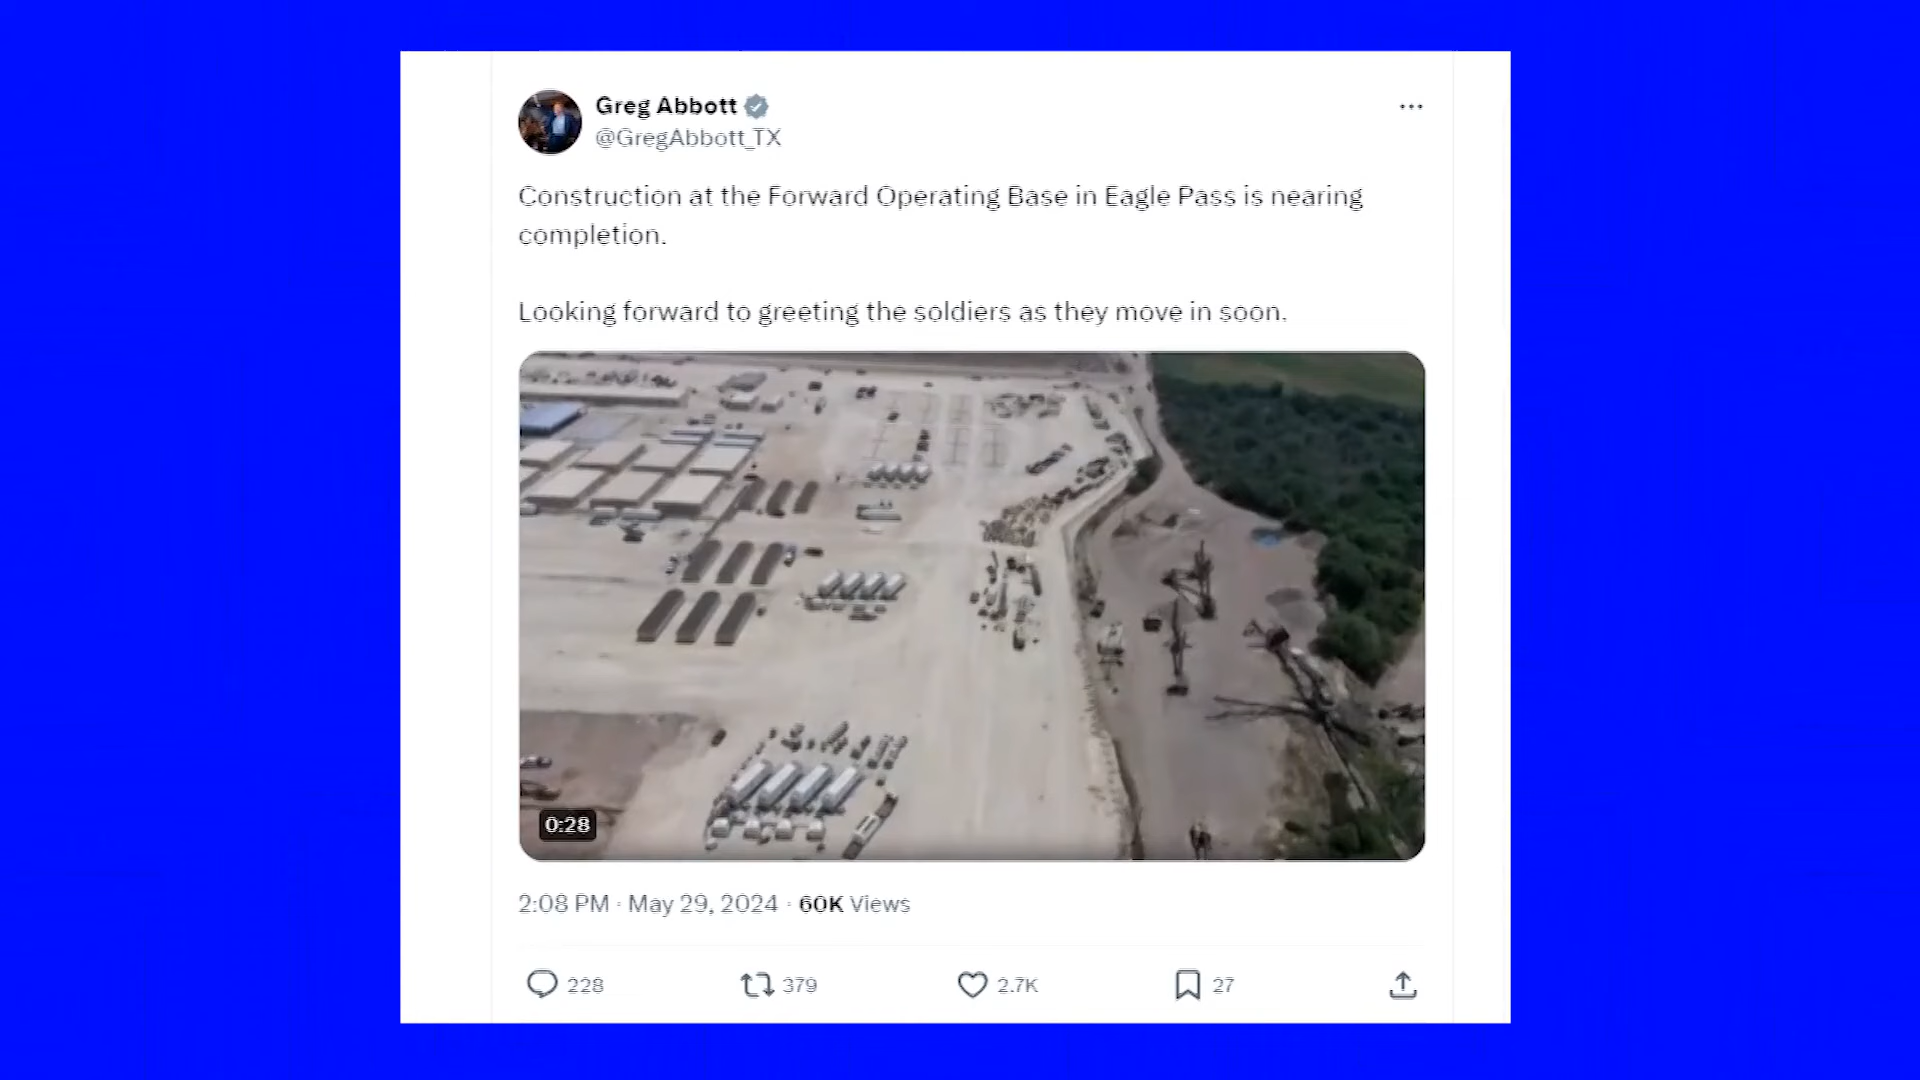 Greg Abbott
@GregAbbott_TX
Construction at the Forward Operating Base in Eagle Pass is nearing
completion.
Looking forward to greeting the soldiers as they move in soon.
0:28
2:08 PM · May 29, 2024 · 60K Views
228 379 2.7K 27